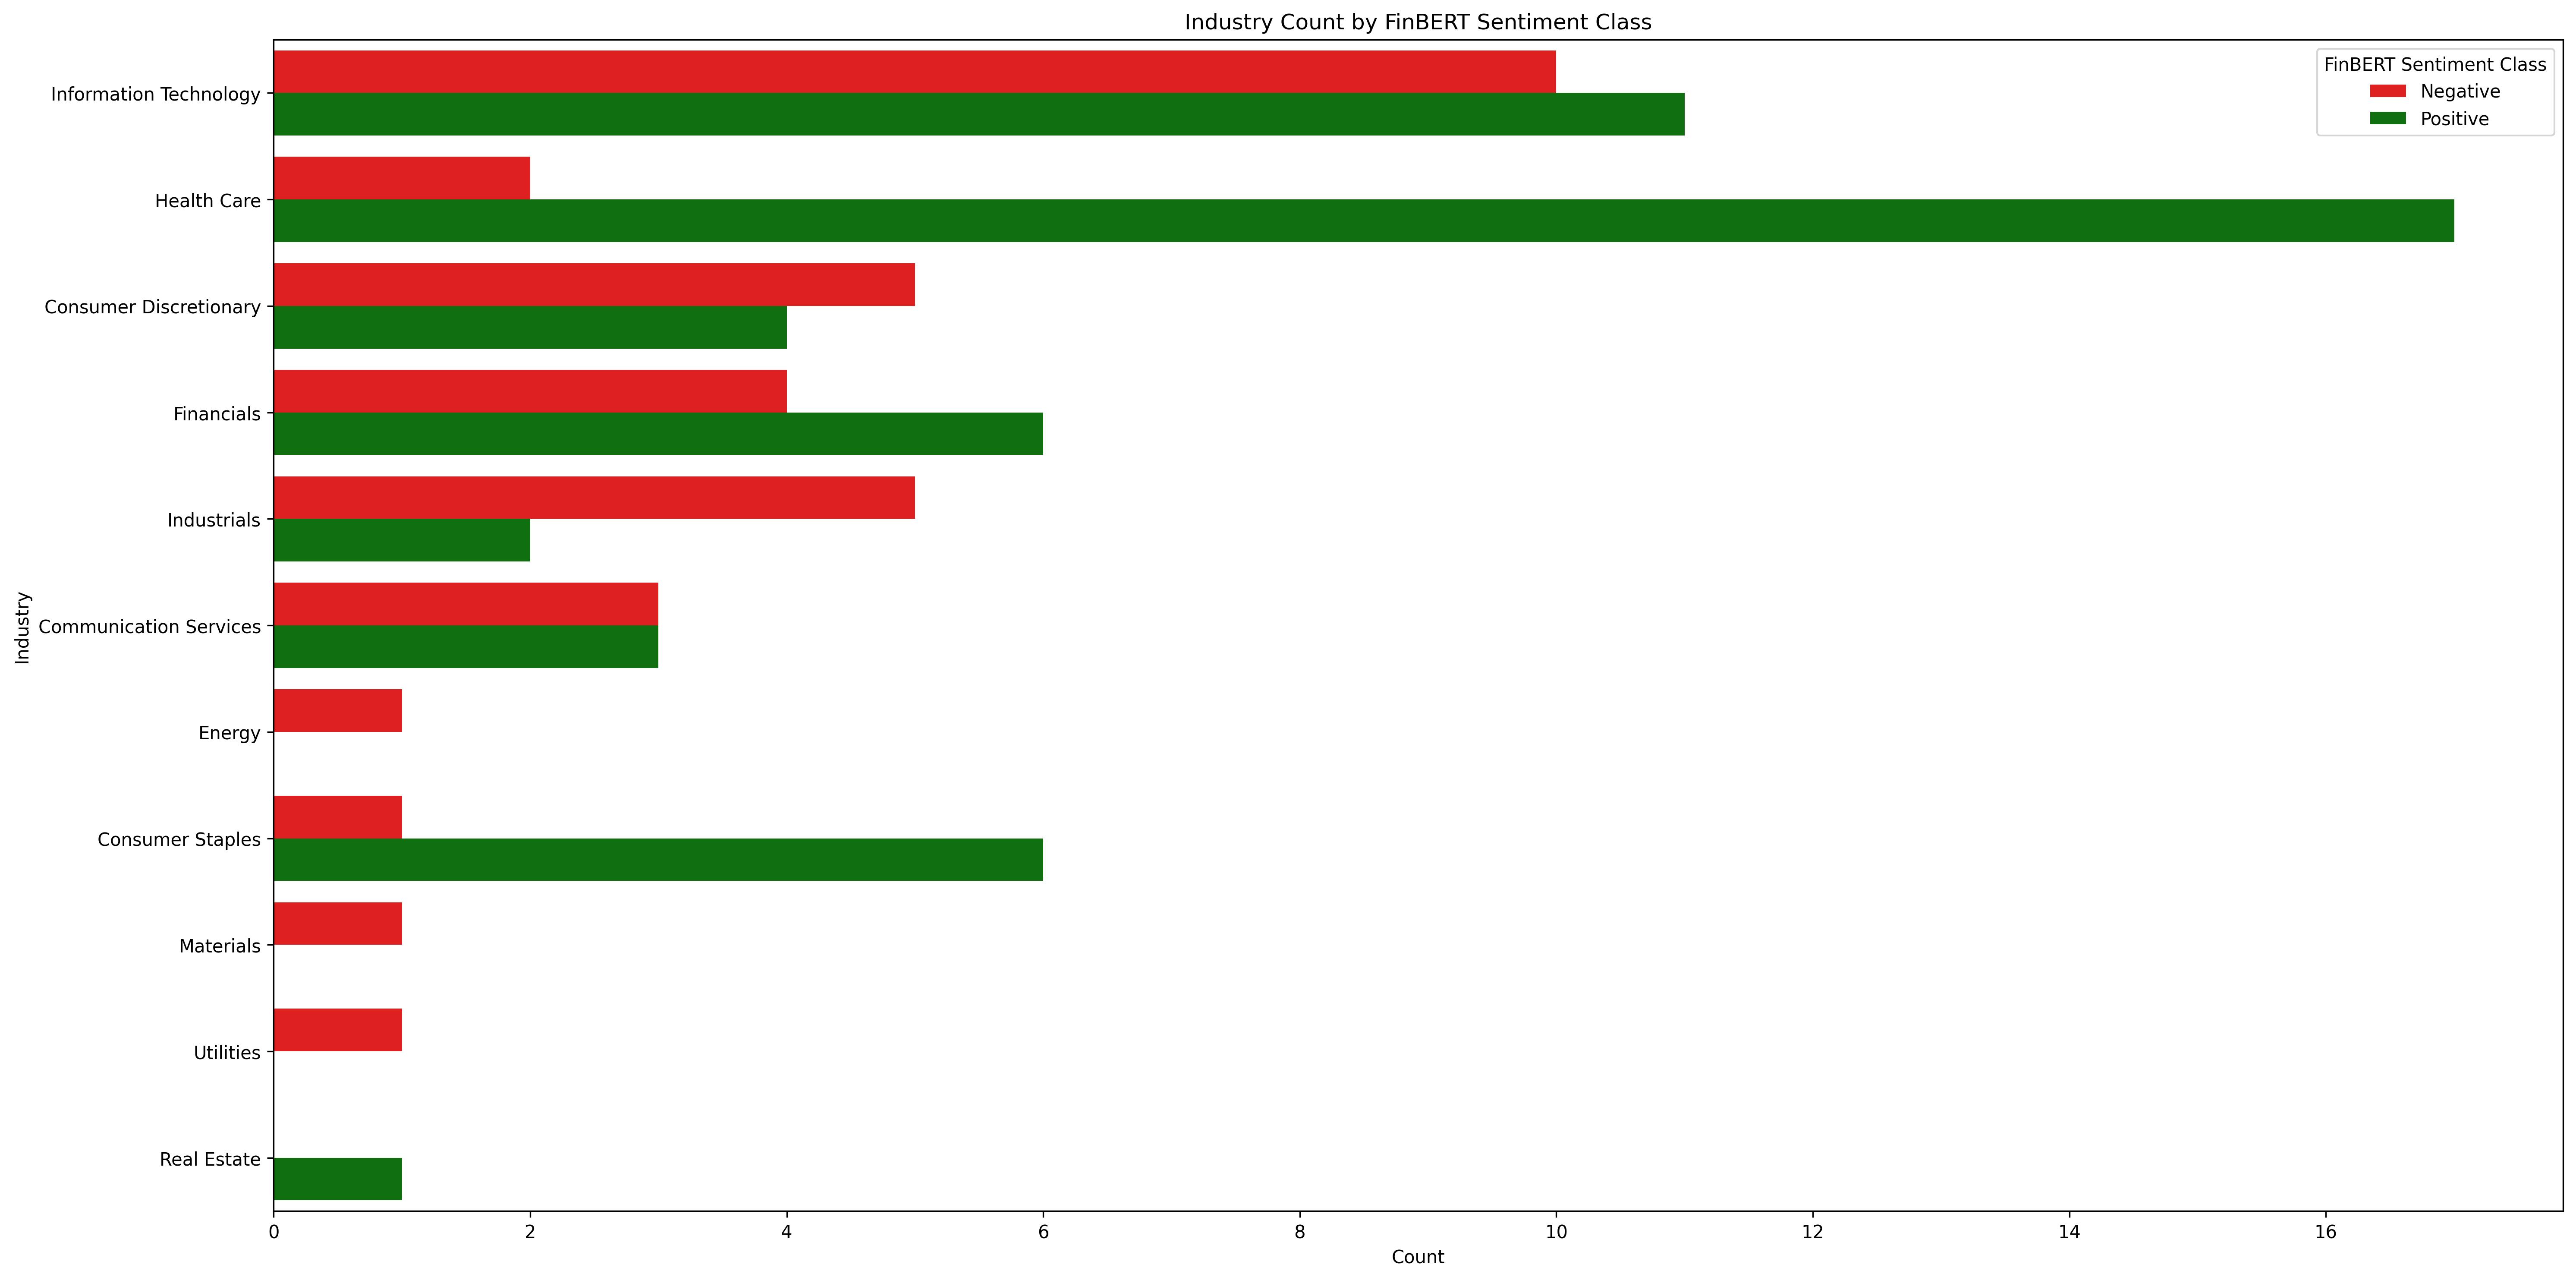 Industry Count by FinBERT Sentiment Class
FinBERT Sentiment Class
Negative
Positive
Industry
Information Technology
Health Care
Consumer Discretionary
Financials
Industrials
Communication Services
Energy
Consumer Staples
Materials
Utilities
Real Estate
0 2 4 6 8 10 12 14 16
Count